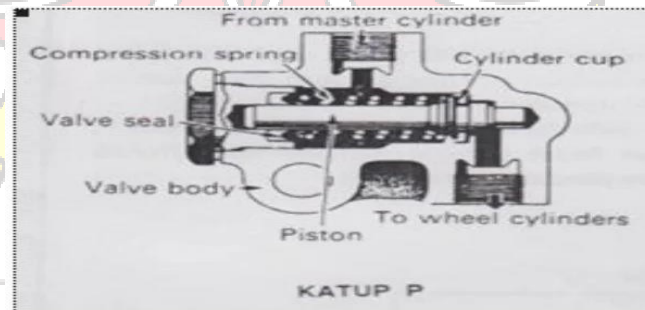 From master cylinder
Compression spring
Cylinder cup
Valve seal
Valve body
To wheel cylinders
Piston
KATUP P